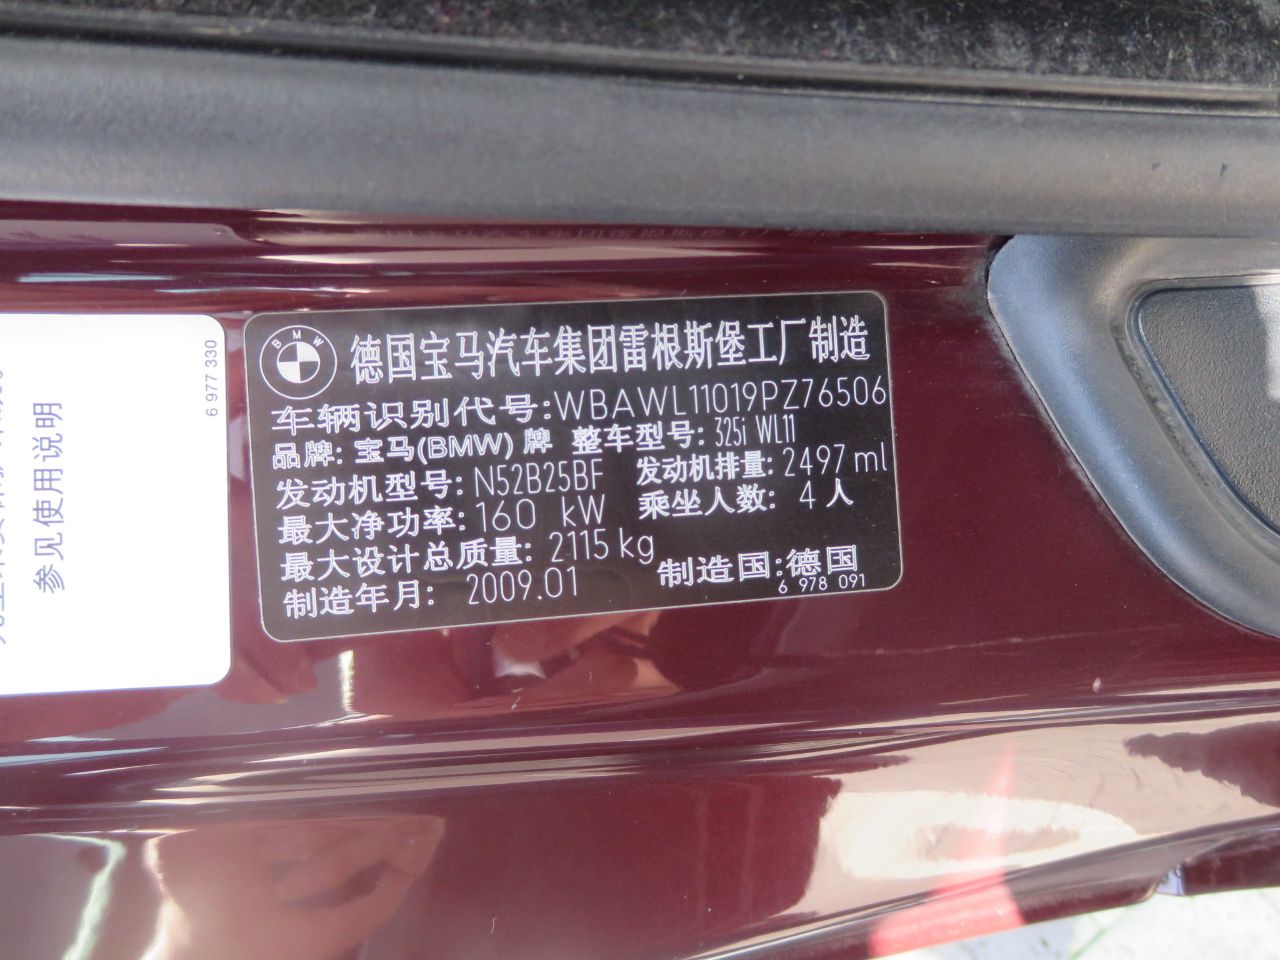 BMW
德国宝马汽车集团雷根斯堡工厂制造
车辆识别代号:WBAWL11019PZ76506
品牌: 宝马(BMW) 牌 整车型号: 325i WL11
发动机型号: N52B25BF 发动机排量: 2497 ml
最大净功率: 160 kW 乘坐人数: 4 人
最大设计总质量: 2115 kg
制造年月: 2009.01 制造国:德国
6 978 091
6 977 330
参见使用说明